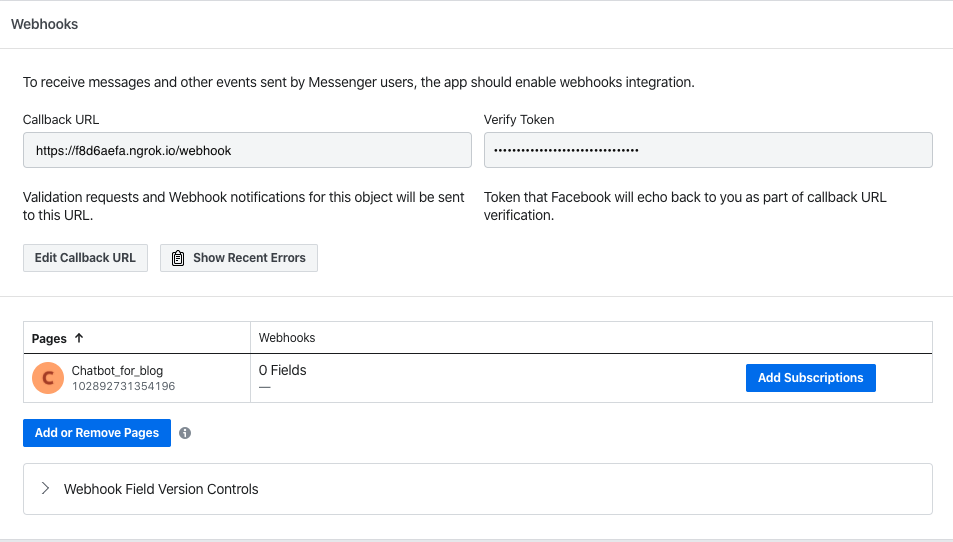 Webhooks
To receive messages and other events sent by Messenger users, the app should enable webhooks integration.
Callback URL
Verify Token
https://f8d6aefa.ngrok.io/webhook
••••••••••••••••••••••••••••••••
Validation requests and Webhook notifications for this object will be sent
to this URL.
Token that Facebook will echo back to you as part of callback URL
verification.
Edit Callback URL
Show Recent Errors
Pages ↑
Webhooks
C
Chatbot_for_blog
102892731354196
0 Fields
—
Add Subscriptions
Add or Remove Pages
Webhook Field Version Controls